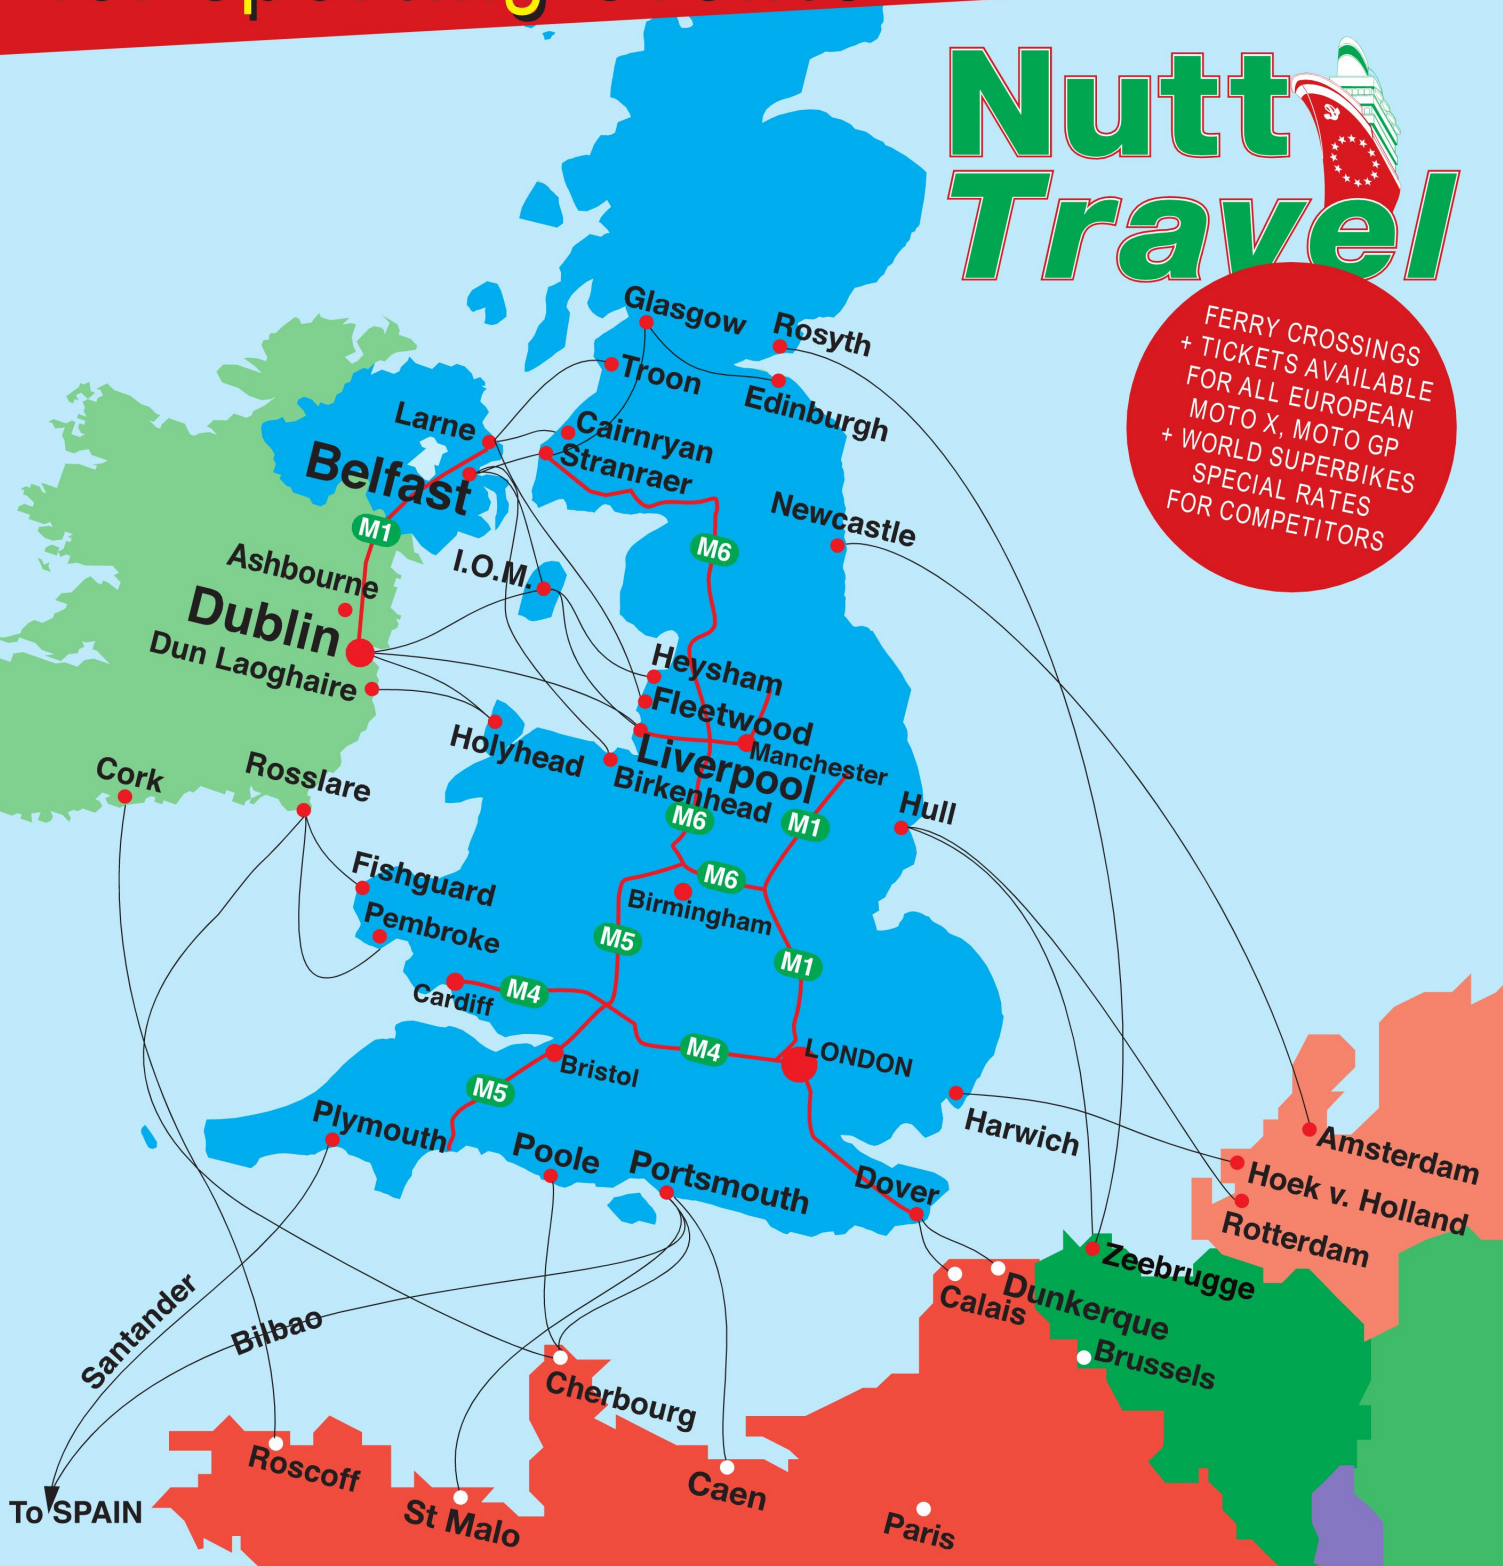 Nutt
Travel
FERRY CROSSINGS
+ TICKETS AVAILABLE
FOR ALL EUROPEAN
MOTO X, MOTO GP
+ WORLD SUPERBIKES
SPECIAL RATES
FOR COMPETITORS
Glasgow
Rosyth
Troon
Edinburgh
Larne
Cairnryan
Belfast
Stranraer
Newcastle
M1
M6
Ashbourne
I.O.M.
Dublin
Dun Laoghaire
Heysham
Fleetwood
Holyhead
Liverpool
Manchester
Birkenhead
Cork
Rosslare
Hull
M6
M1
Fishguard
M6
Birmingham
Pembroke
M5
M1
Cardiff
M4
M4
LONDON
Bristol
M5
Harwich
Plymouth
Poole
Portsmouth
Dover
Amsterdam
Hoek v. Holland
Rotterdam
Zeebrugge
Calais
Dunkerque
Brussels
Santander
Bilbao
Cherbourg
Roscoff
St Malo
Caen
Paris
To SPAIN